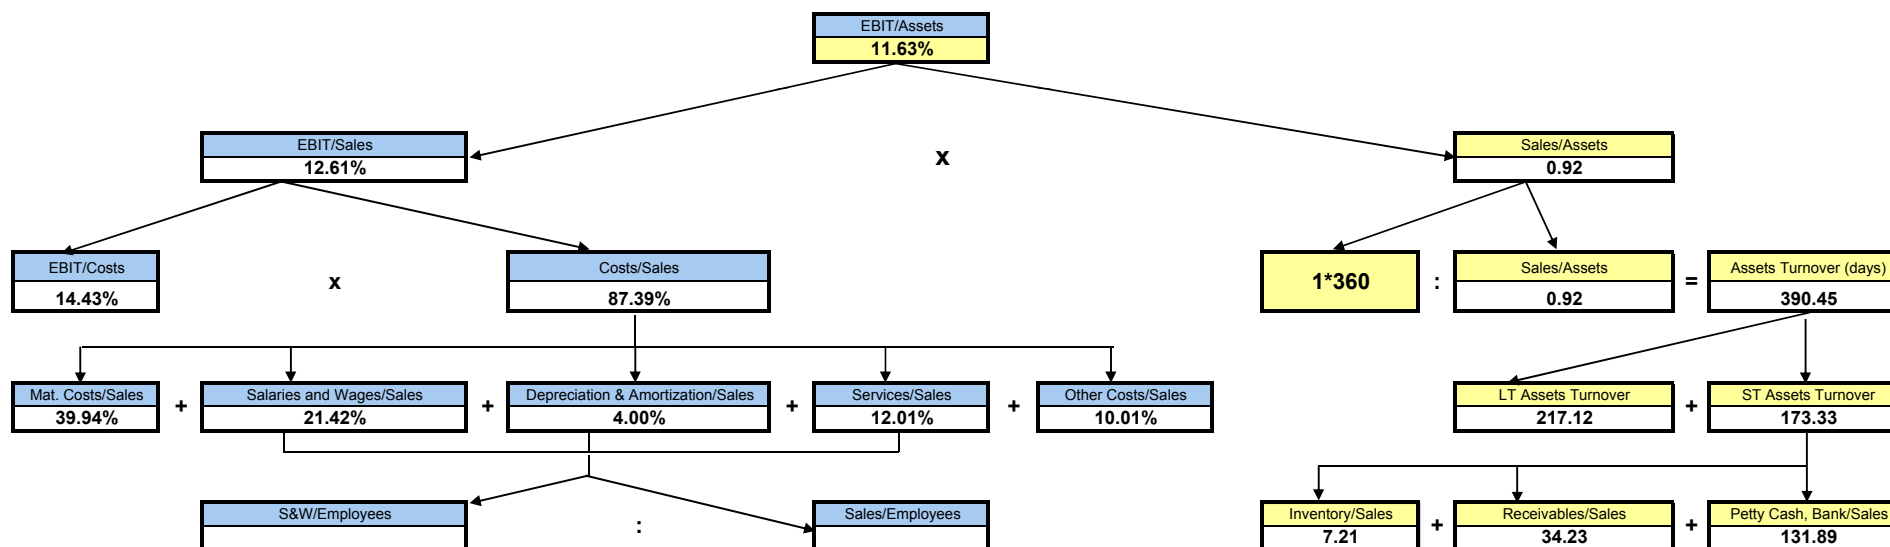 EBIT/Assets
11.63%
EBIT/Sales
12.61%
x
Sales/Assets
0.92
EBIT/Costs
14.43%
x
Costs/Sales
87.39%
1*360
:
Sales/Assets
0.92
=
Assets Turnover (days)
390.45
Mat. Costs/Sales
39.94%
+
Salaries and Wages/Sales
21.42%
+
Depreciation & Amortization/Sales
4.00%
+
Services/Sales
12.01%
+
Other Costs/Sales
10.01%
LT Assets Turnover
217.12
+
ST Assets Turnover
173.33
S&W/Employees
:
Sales/Employees
Inventory/Sales
7.21
+
Receivables/Sales
34.23
+
Petty Cash, Bank/Sales
131.89